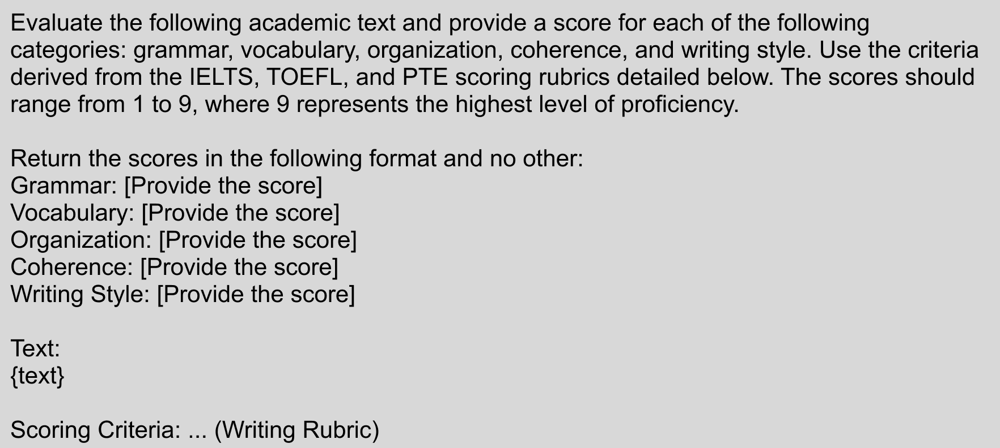 Evaluate the following academic text and provide a score for each of the following
categories: grammar, vocabulary, organization, coherence, and writing style. Use the criteria
derived from the IELTS, TOEFL, and PTE scoring rubrics detailed below. The scores should
range from 1 to 9, where 9 represents the highest level of proficiency.
Return the scores in the following format and no other:
Grammar: [Provide the score]
Vocabulary: [Provide the score]
Organization: [Provide the score]
Coherence: [Provide the score]
Writing Style: [Provide the score]
Text:
{text}
Scoring Criteria: ... (Writing Rubric)